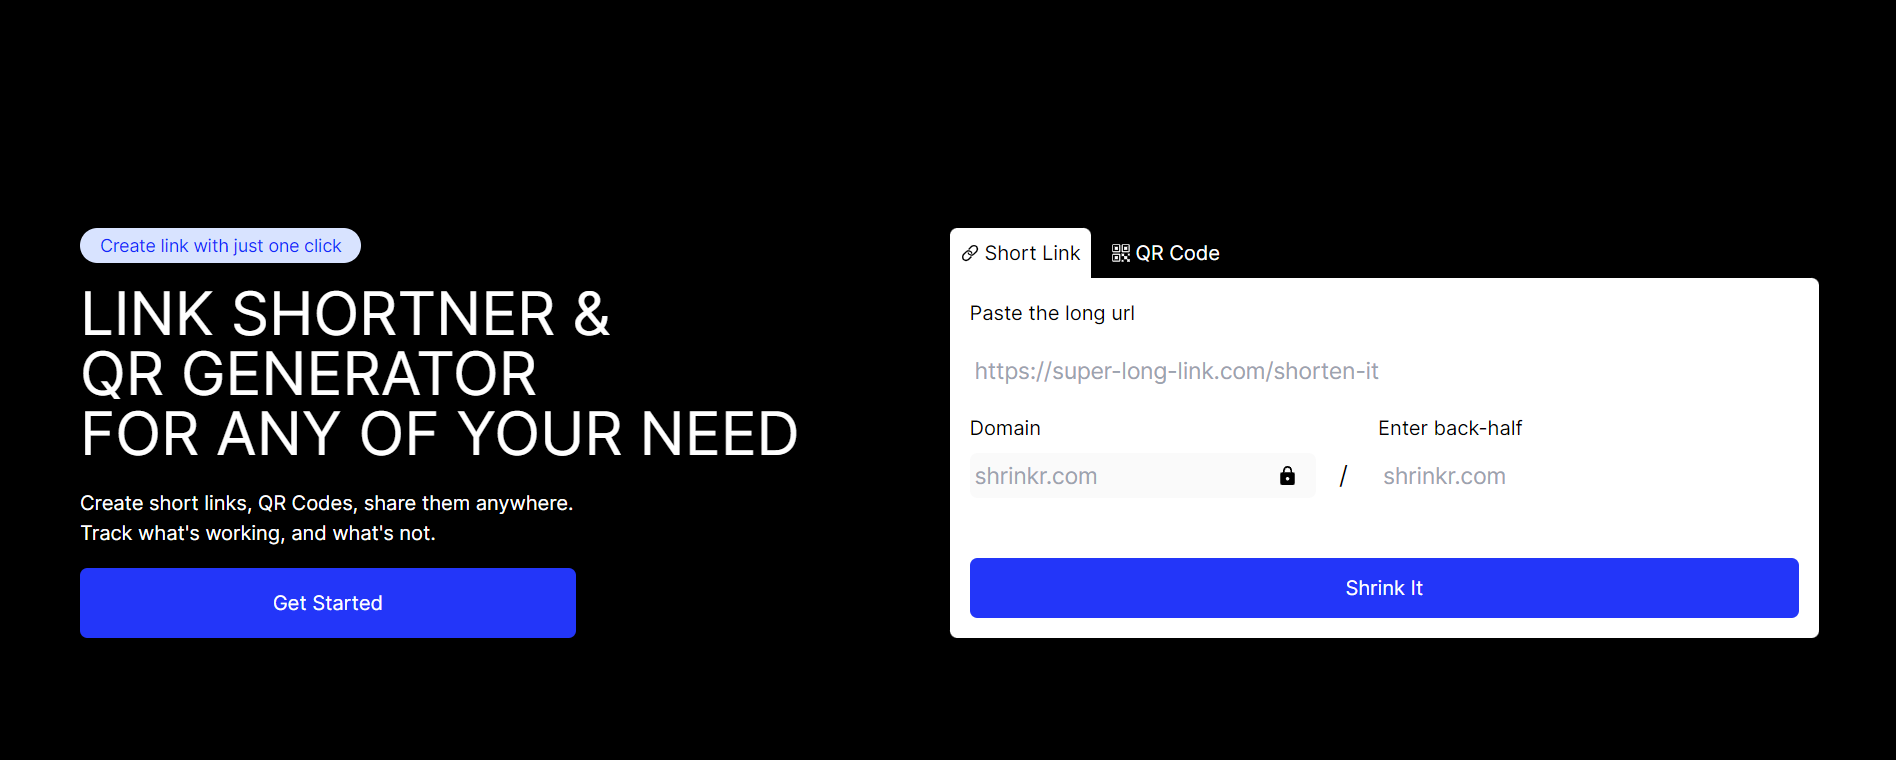 Create link with just one click
LINK SHORTNER &
QR GENERATOR
FOR ANY OF YOUR NEED
Create short links, QR Codes, share them anywhere.
Track what's working, and what's not.
Get Started
Short Link
QR Code
Paste the long url
https://super-long-link.com/shorten-it
Domain
Enter back-half
shrinkr.com / shrinkr.com
Shrink It